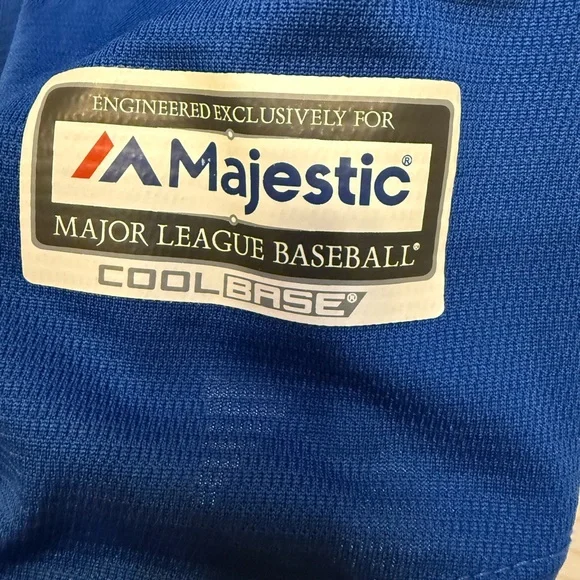 ENGINEERED EXCLUSIVELY FOR
Majestic®
MAJOR LEAGUE BASEBALL®
COOLBASE®